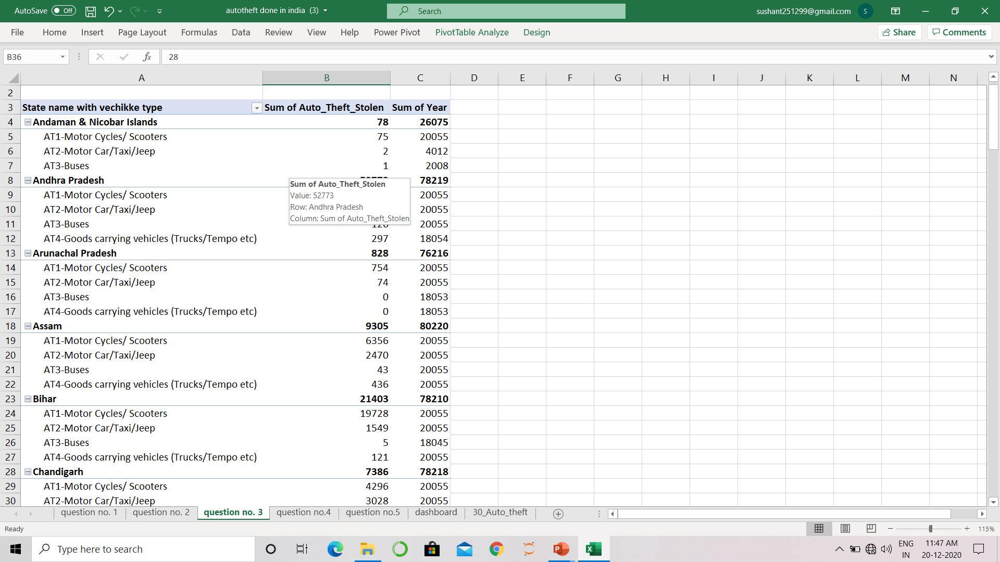 AutoSave Off autotheft done in india (3) Search sushant251299@gmail.com S
File Home Insert Page Layout Formulas Data Review View Help Power Pivot PivotTable Analyze Design Share Comments
B36 fx 28
A B C D E F G H I J K L M N
2
3 State name with vechikke type Sum of Auto_Theft_Stolen Sum of Year
4 Andaman & Nicobar Islands 78 26075
5 AT1-Motor Cycles/ Scooters 75 20055
6 AT2-Motor Car/Taxi/Jeep 2 4012
7 AT3-Buses 1 2008
8 Andhra Pradesh 78219
Sum of Auto_Theft_Stolen
Value: 52773
Row: Andhra Pradesh
Column: Sum of Auto_Theft_Stolen
9 AT1-Motor Cycles/ Scooters 20055
10 AT2-Motor Car/Taxi/Jeep 20055
11 AT3-Buses 20055
12 AT4-Goods carrying vehicles (Trucks/Tempo etc) 297 18054
13 Arunachal Pradesh 828 76216
14 AT1-Motor Cycles/ Scooters 754 20055
15 AT2-Motor Car/Taxi/Jeep 74 20055
16 AT3-Buses 0 18053
17 AT4-Goods carrying vehicles (Trucks/Tempo etc) 0 18053
18 Assam 9305 80220
19 AT1-Motor Cycles/ Scooters 6356 20055
20 AT2-Motor Car/Taxi/Jeep 2470 20055
21 AT3-Buses 43 20055
22 AT4-Goods carrying vehicles (Trucks/Tempo etc) 436 20055
23 Bihar 21403 78210
24 AT1-Motor Cycles/ Scooters 19728 20055
25 AT2-Motor Car/Taxi/Jeep 1549 20055
26 AT3-Buses 5 18045
27 AT4-Goods carrying vehicles (Trucks/Tempo etc) 121 20055
28 Chandigarh 7386 78218
29 AT1-Motor Cycles/ Scooters 4296 20055
30 AT2-Motor Car/Taxi/Jeep 3028 20055
question no. 1 question no. 2 question no. 3 question no.4 question no.5 dashboard 30_Auto_theft
Ready 115%
Type here to search P X ENG 11:47 AM
IN 20-12-2020